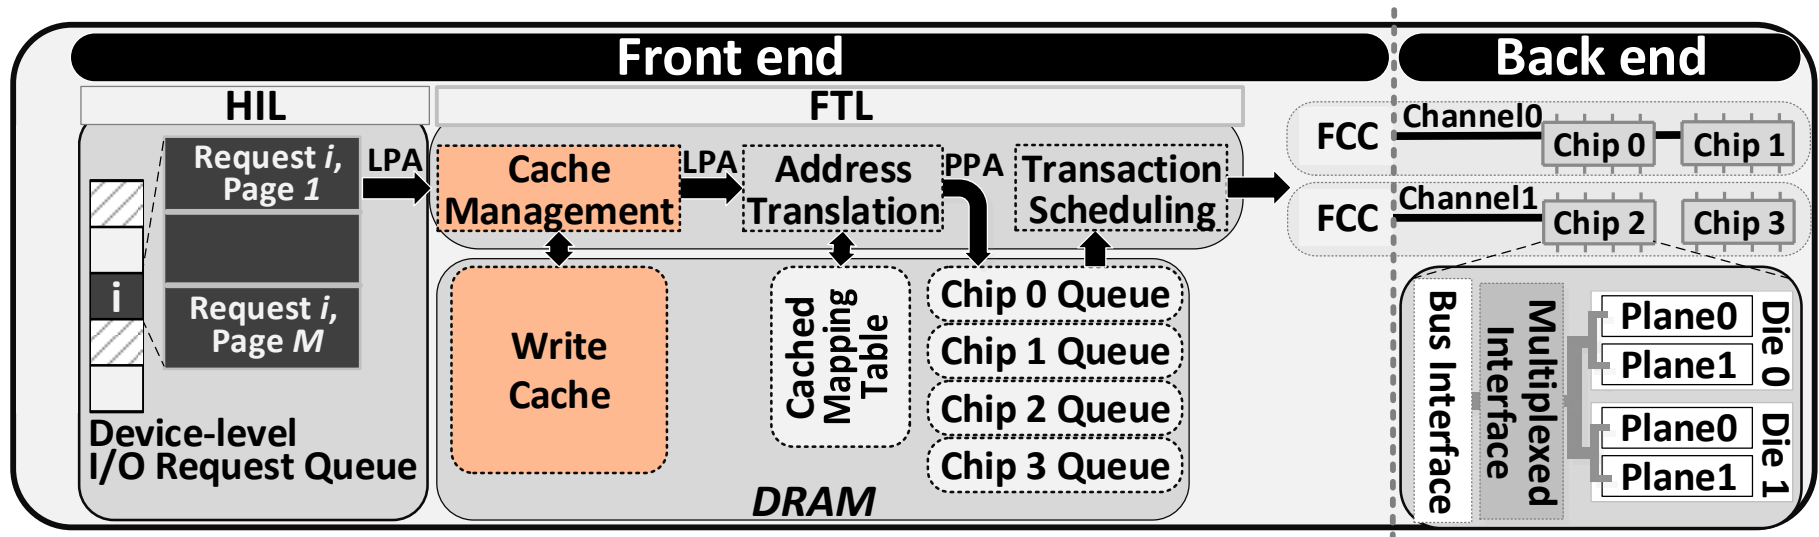 Front end
Back end
HIL
FTL
Request i,
Page 1
Request i,
Page M
i
Device-level
I/O Request Queue
LPA
Cache
Management
LPA
Address
Translation
PPA
Transaction
Scheduling
Write
Cache
Cached
Mapping
Table
Chip 0 Queue
Chip 1 Queue
Chip 2 Queue
Chip 3 Queue
DRAM
FCC
Channel0
Chip 0
Chip 1
FCC
Channel1
Chip 2
Chip 3
Bus Interface
Multiplexed
Interface
Plane0
Plane1
Die 0
Plane0
Plane1
Die 1